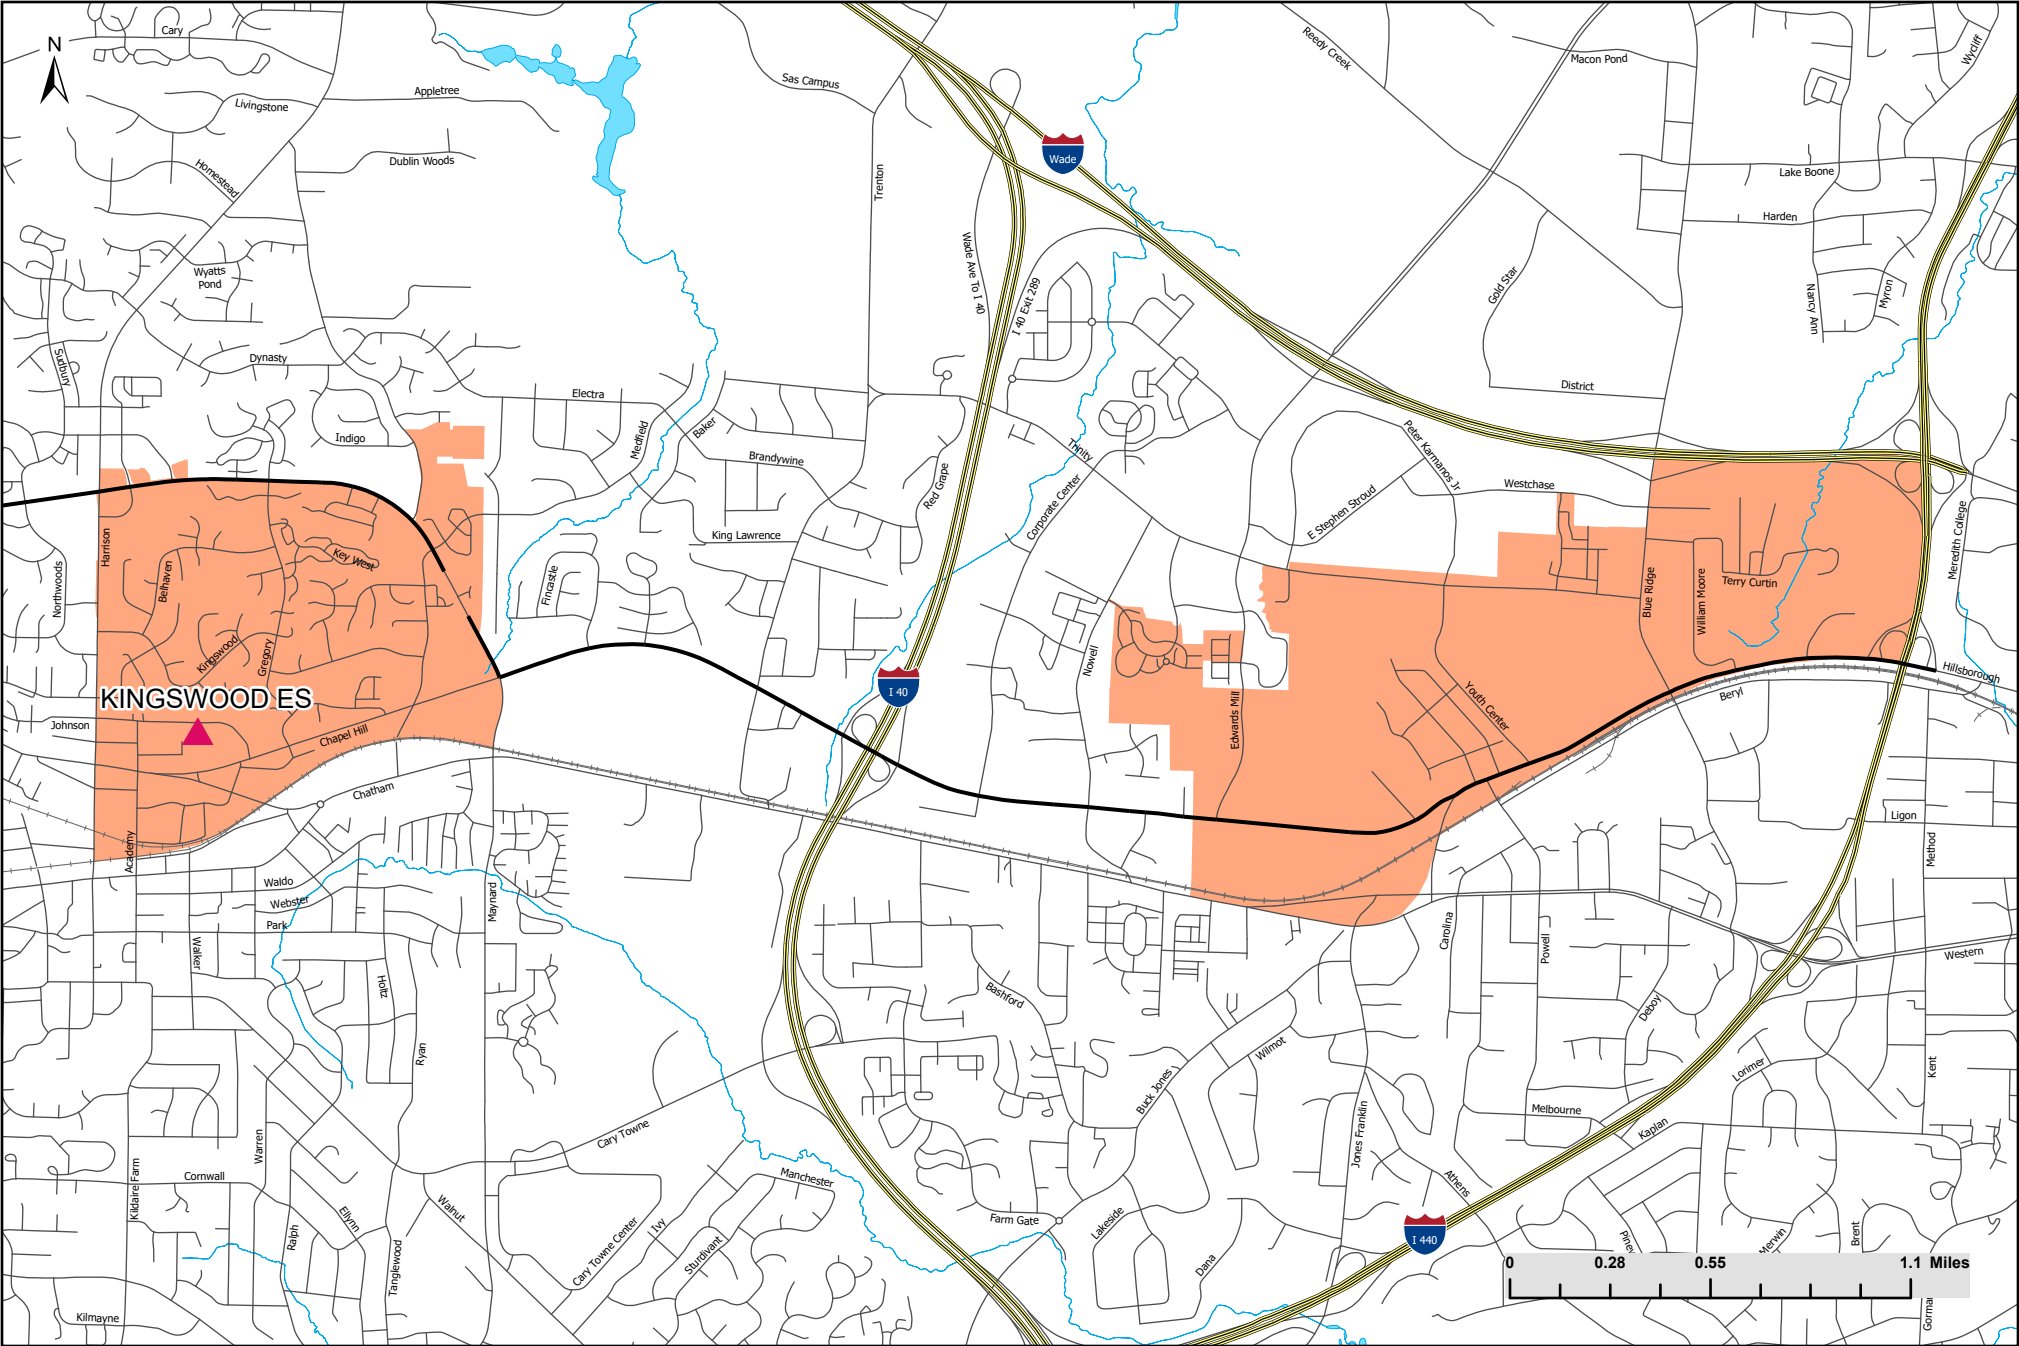 Cary
N
Livingstone
Appletree
Sas Campus
Reedy Creek
Macon Pond
Wycliff
Homestead
Dublin Woods
Trenton
Wade
Lake Boone
Harden
Wyatts
Pond
Wade Ave To I 40
I 40 Exit 289
Gold Star
Nancy Ann
Myron
Sudbury
Dynasty
Electra
District
Indigo
Medfield
Baker
Brandywine
Red Grape
Trinity
Corporate Center
Peter Karmanos Jr
Westchase
E Stephen Stroud
Harrison
Northwoods
Belhaven
Key West
King Lawrence
Fincastle
Meredith College
Blue Ridge
William Moore
Terry Curtin
Kingswood
Gregory
Nowell
KINGSWOOD ES
I 40
Edwards Mill
Youth Center
Hillsborough
Beryl
Johnson
Chapel Hill
Chatham
Academy
Ligon
Method
Waldo
Webster
Park
Maynard
Walker
Holtz
Carolina
Powell
Western
Bashford
Deboy
Ryan
Wilmot
Buck Jones
Lorimer
Kent
Cary Towne
Jones Franklin
Melbourne
Kaplan
Warren
Kildaire Farm
Cornwall
Manchester
Athens
Walnut
Ellynn
Ralph
Tanglewood
Cary Towne Center
Ivy
Sturdivant
Farm Gate
Lakeside
Dana
I 440
Merwin
Brent
0 0.28 0.55 1.1 Miles
Kilmayne